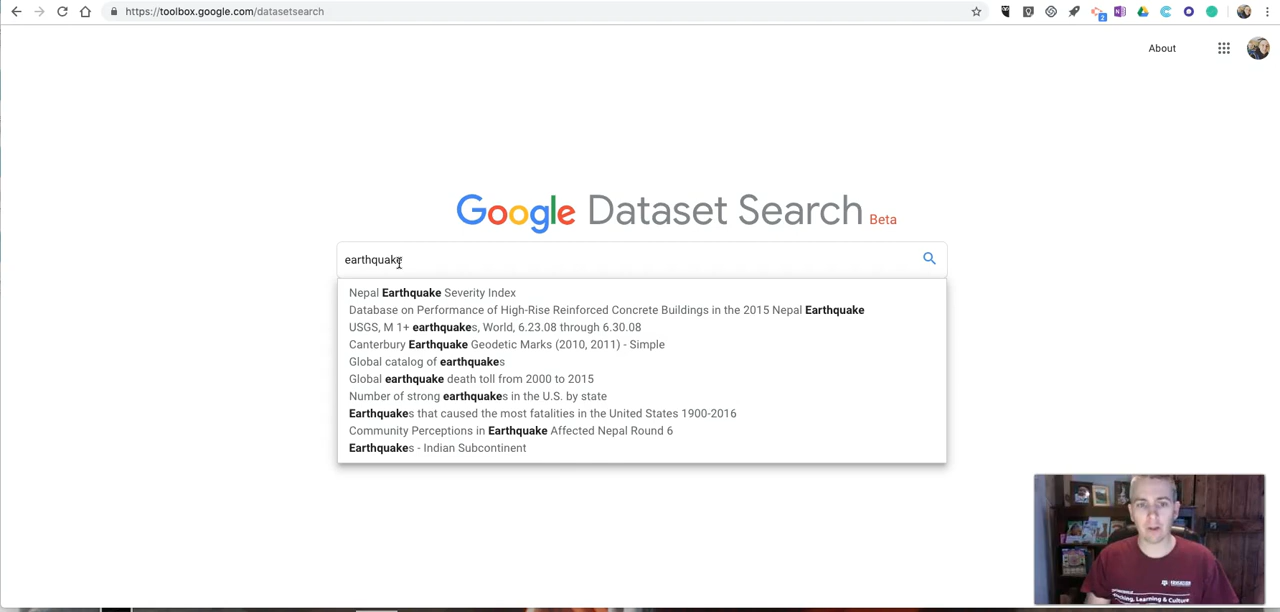 https://toolbox.google.com/datasetsearch
2
About
Google Dataset Search Beta
earthquake
Nepal Earthquake Severity Index
Database on Performance of High-Rise Reinforced Concrete Buildings in the 2015 Nepal Earthquake
USGS, M 1+ earthquakes, World, 6.23.08 through 6.30.08
Canterbury Earthquake Geodetic Marks (2010, 2011) - Simple
Global catalog of earthquakes
Global earthquake death toll from 2000 to 2015
Number of strong earthquakes in the U.S. by state
Earthquakes that caused the most fatalities in the United States 1900-2016
Community Perceptions in Earthquake Affected Nepal Round 6
Earthquakes - Indian Subcontinent
Learning & Culture